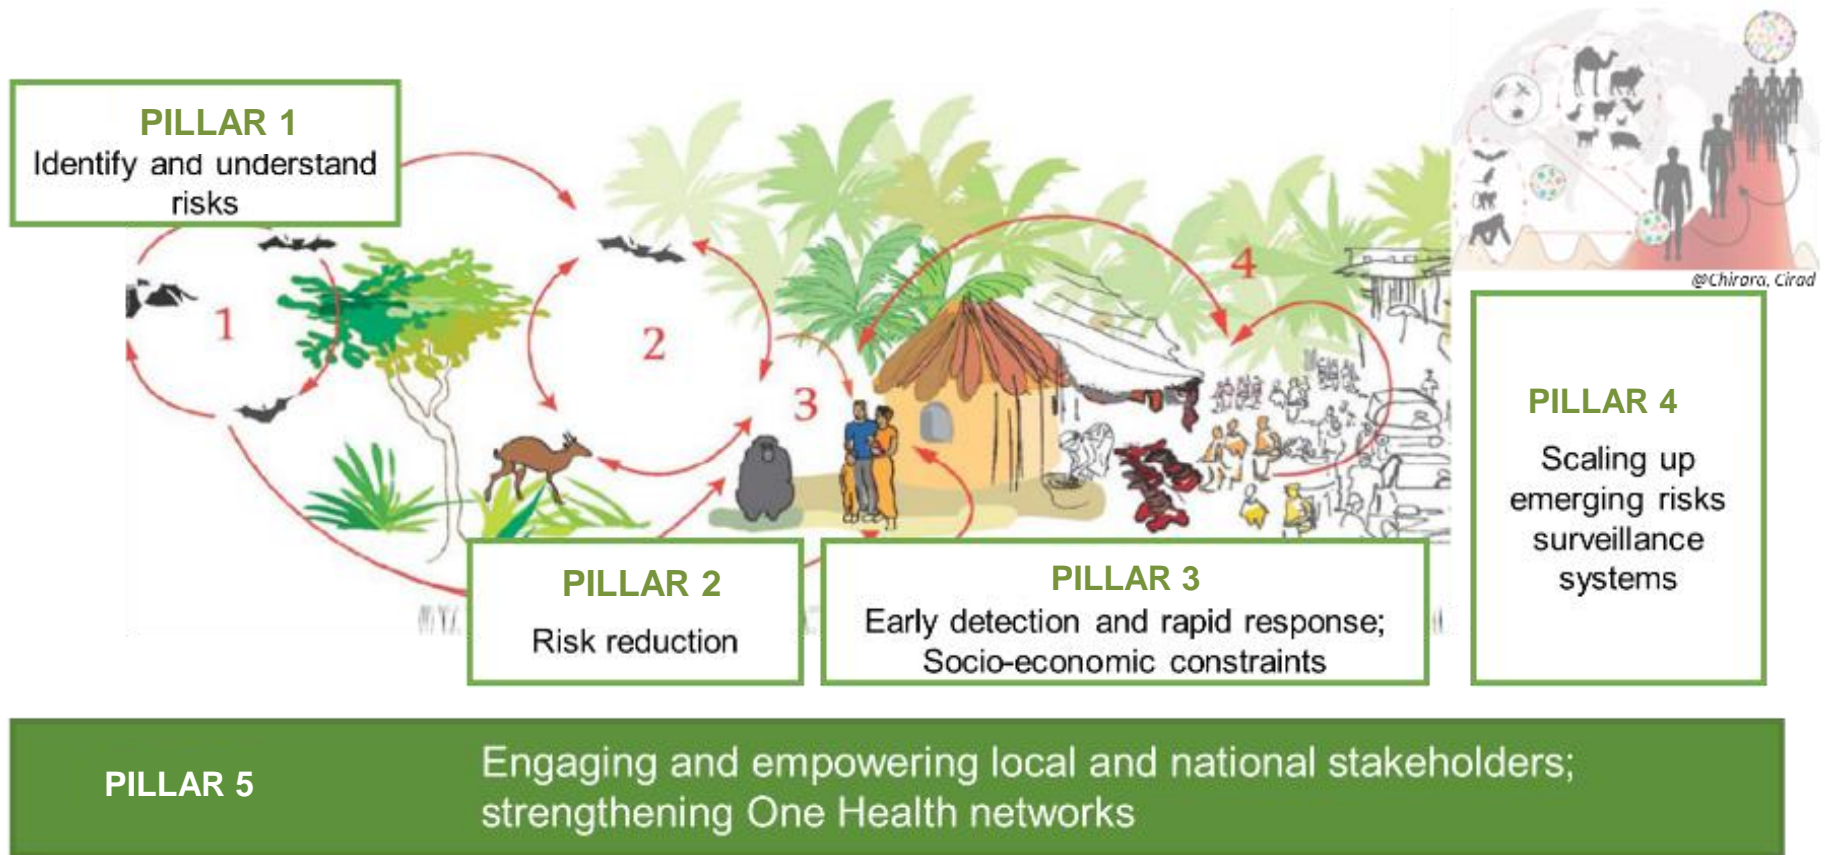 PILLAR 1
Identify and understand
risks
1
2
3
4
@Chirara, Cirad
PILLAR 4
Scaling up
emerging risks
surveillance
systems
PILLAR 2
Risk reduction
PILLAR 3
Early detection and rapid response;
Socio-economic constraints
PILLAR 5
Engaging and empowering local and national stakeholders;
strengthening One Health networks